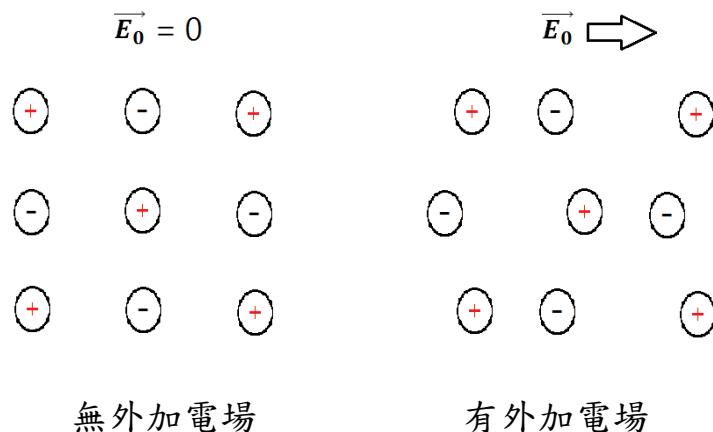 E₀ = 0
E₀
+ - +
+ - +
- + -
- + -
+ - +
+ - +
無外加電場
有外加電場